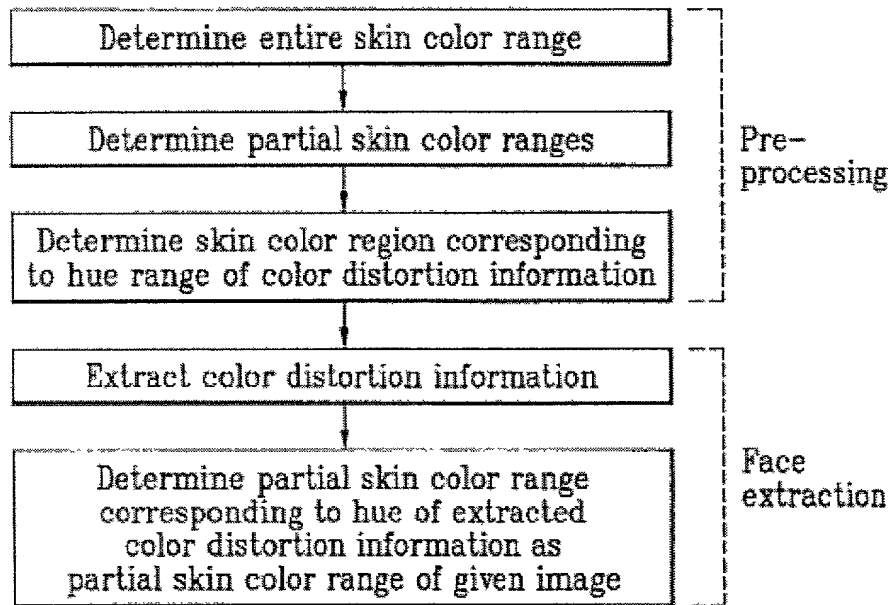 Determine entire skin color range
Determine partial skin color ranges
Pre-
processing
Determine skin color region corresponding
to hue range of color distortion information
Extract color distortion information
Determine partial skin color range
corresponding to hue of extracted
color distortion information as
partial skin color range of given image
Face
extraction